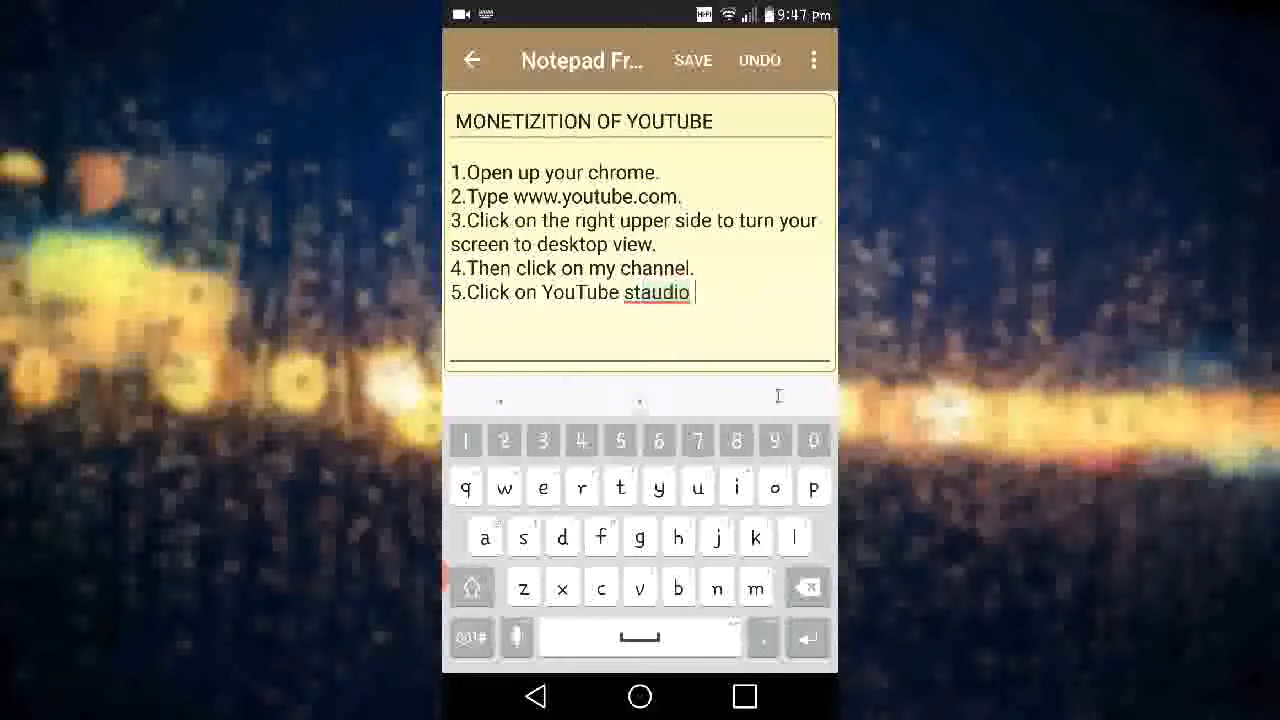 9:47 pm
Notepad Fr... SAVE UNDO
MONETIZITION OF YOUTUBE
1.Open up your chrome.
2.Type www.youtube.com.
3.Click on the right upper side to turn your
screen to desktop view.
4.Then click on my channel.
5.Click on YouTube staudio
1 2 3 4 5 6 7 8 9 0
q w e r t y u i o p
a s d f g h j k l
z x c v b n m
.